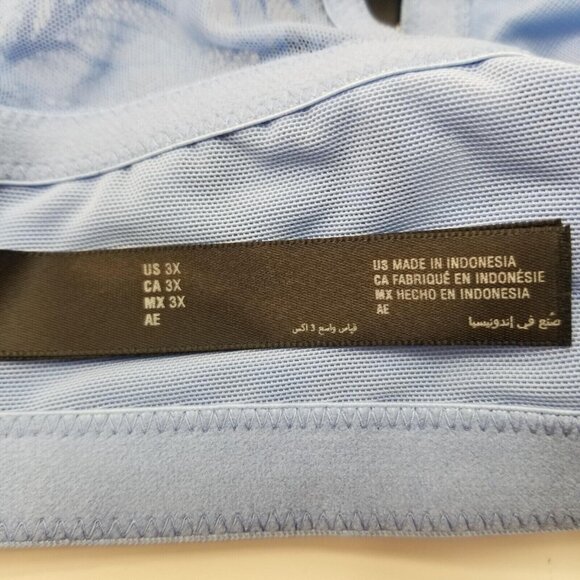 US 3X
CA 3X
MX 3X
AE
قياس واسع 3 اكس
US MADE IN INDONESIA
CA FABRIQUÉ EN INDONÉSIE
MX HECHO EN INDONESIA
AE
صُنع في إندونيسيا